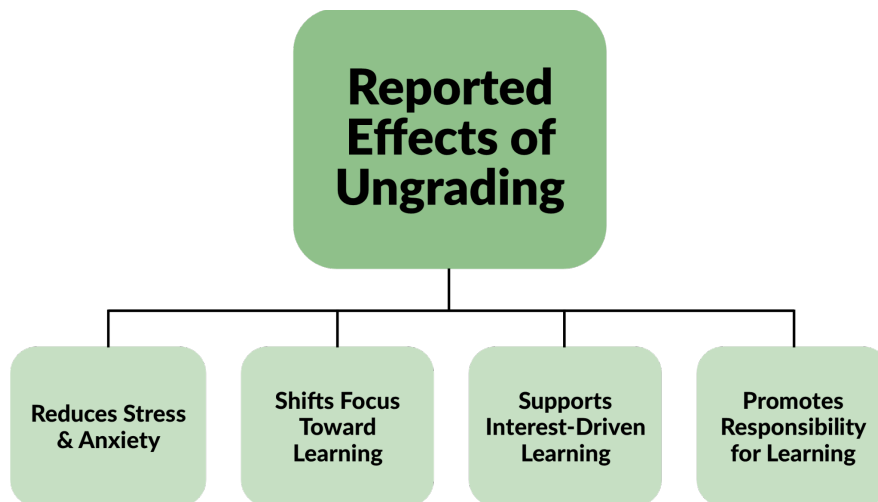 Reported
Effects of
Ungrading
Reduces Stress
& Anxiety
Shifts Focus
Toward
Learning
Supports
Interest-Driven
Learning
Promotes
Responsibility
for Learning